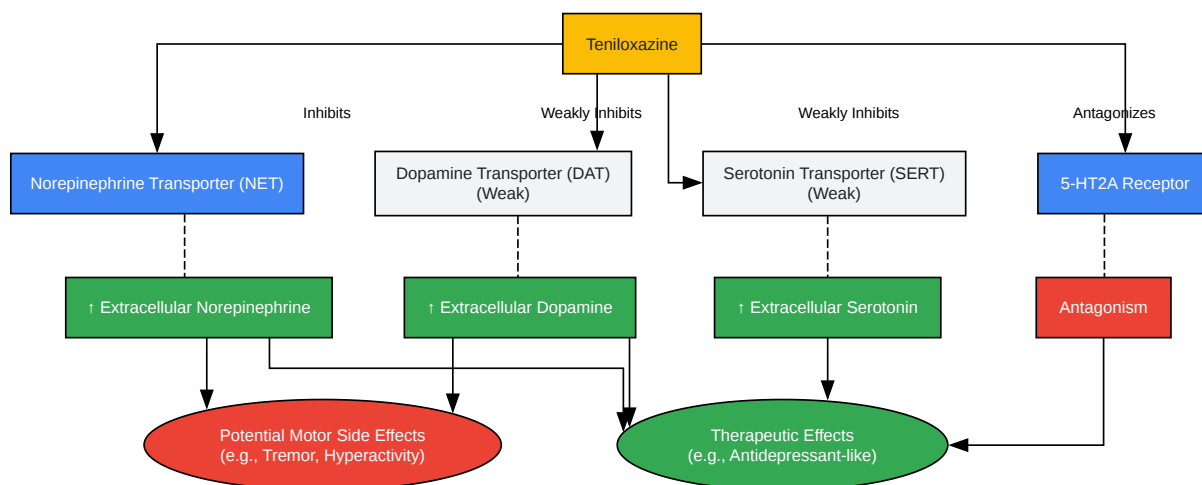 Teniloxazine
Inhibits
Weakly Inhibits
Weakly Inhibits
Antagonizes
Norepinephrine Transporter (NET)
Dopamine Transporter (DAT)
(Weak)
Serotonin Transporter (SERT)
(Weak)
5-HT2A Receptor
↑ Extracellular Norepinephrine
↑ Extracellular Dopamine
↑ Extracellular Serotonin
Antagonism
Potential Motor Side Effects
(e.g., Tremor, Hyperactivity)
Therapeutic Effects
(e.g., Antidepressant-like)